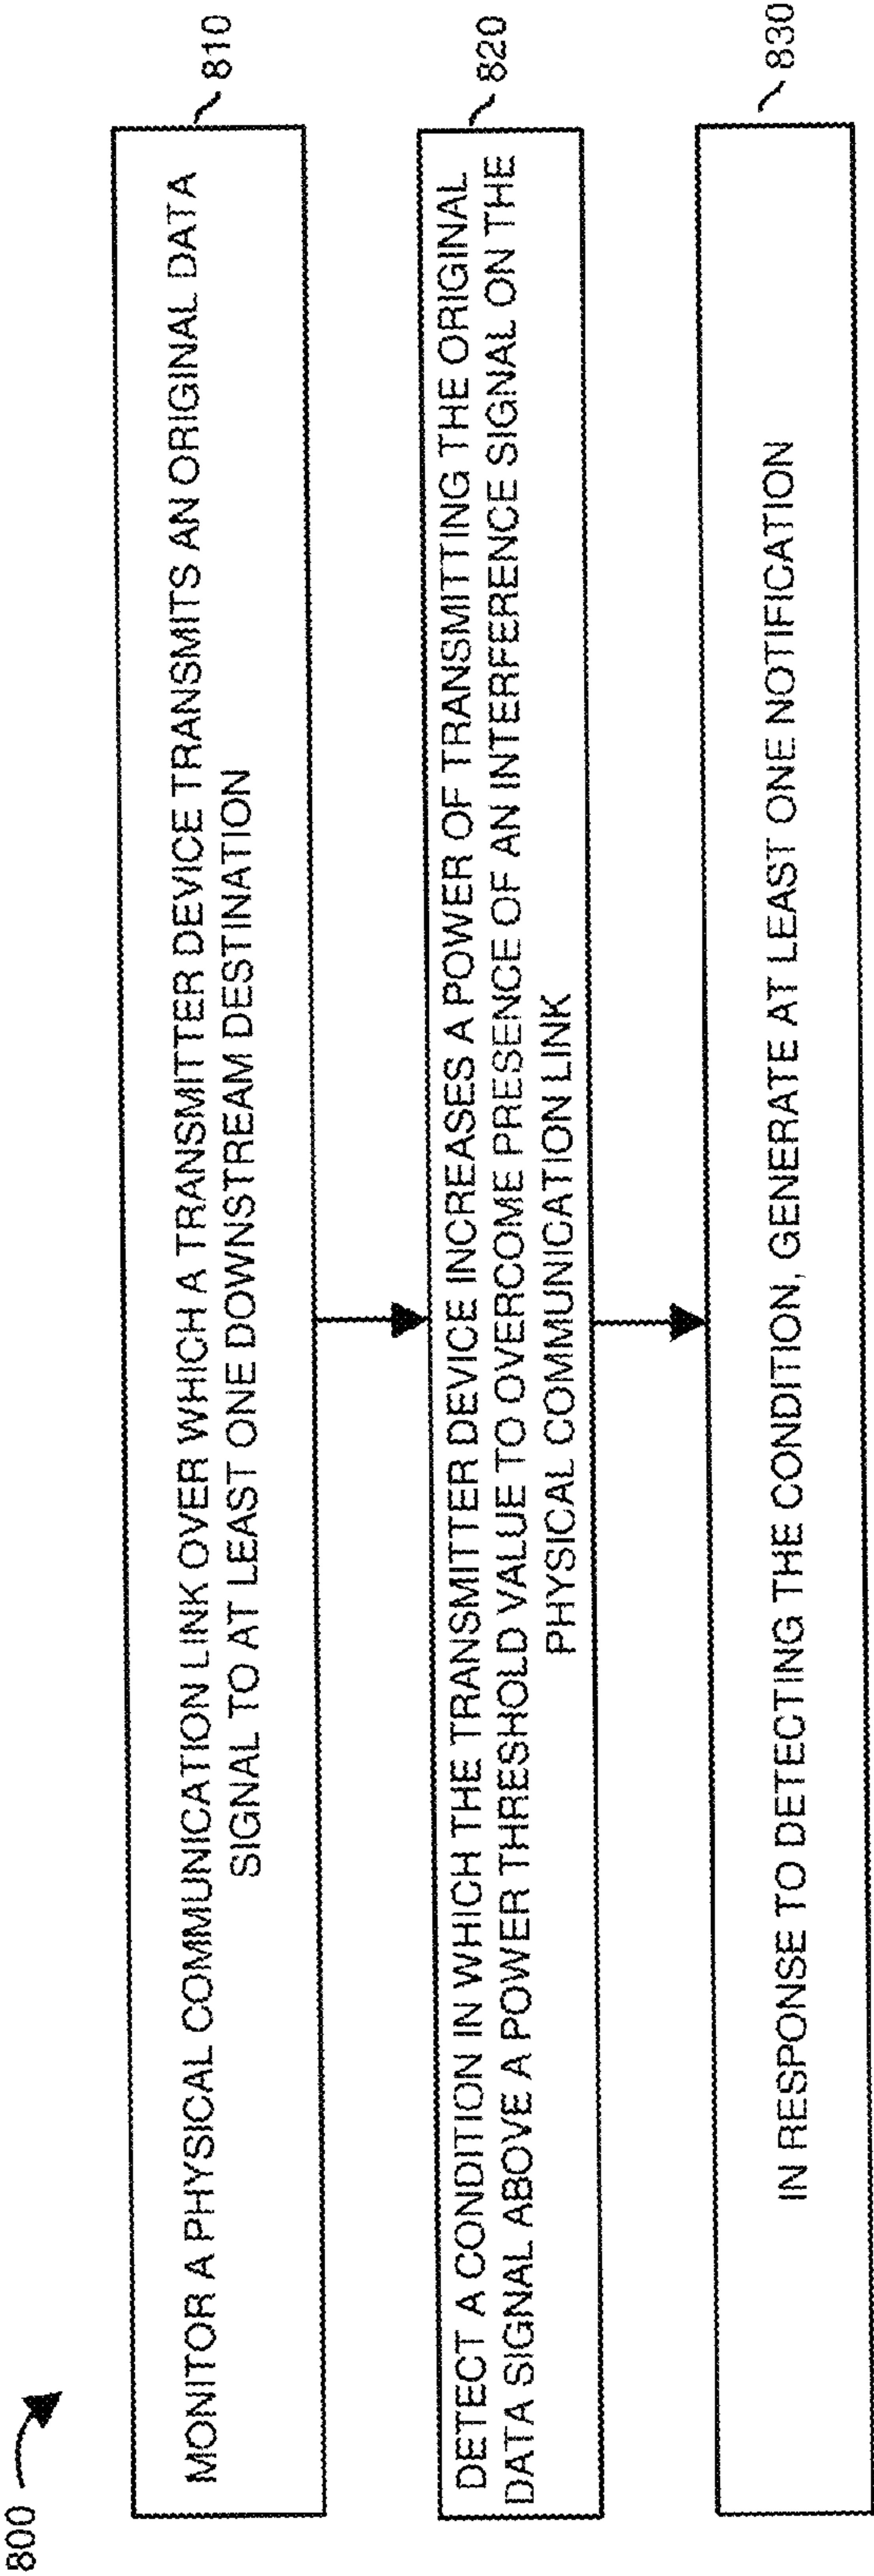 800
MONITOR A PHYSICAL COMMUNICATION LINK OVER WHICH A TRANSMITTER DEVICE TRANSMITS AN ORIGINAL DATA
SIGNAL TO AT LEAST ONE DOWNSTREAM DESTINATION
810
DETECT A CONDITION IN WHICH THE TRANSMITTER DEVICE INCREASES A POWER OF TRANSMITTING THE ORIGINAL
DATA SIGNAL ABOVE A POWER THRESHOLD VALUE TO OVERCOME PRESENCE OF AN INTERFERENCE SIGNAL ON THE
PHYSICAL COMMUNICATION LINK
820
IN RESPONSE TO DETECTING THE CONDITION, GENERATE AT LEAST ONE NOTIFICATION
830